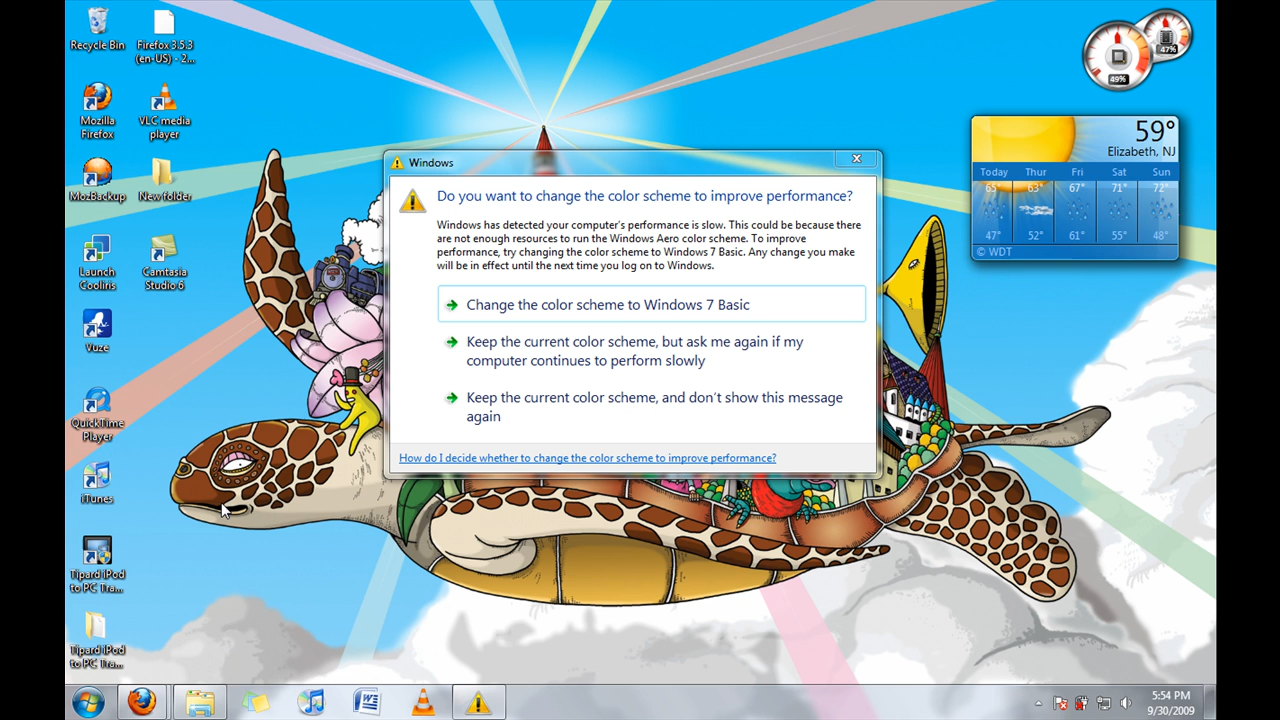 Recycle Bin
Firefox 3.5.3
(en-US) - 2...
Mozilla
Firefox
VLC media
player
MozBackup
New folder
Launch
Cooliris
Camtasia
Studio 6
Vuze
QuickTime
Player
iTunes
Tipard iPod
to PC Tra...
Tipard iPod
to PC Tra...
Windows
Do you want to change the color scheme to improve performance?
Windows has detected your computer's performance is slow. This could be because there
are not enough resources to run the Windows Aero color scheme. To improve
performance, try changing the color scheme to Windows 7 Basic. Any change you make
will be in effect until the next time you log on to Windows.
Change the color scheme to Windows 7 Basic
Keep the current color scheme, but ask me again if my
computer continues to perform slowly
Keep the current color scheme, and don't show this message
again
How do I decide whether to change the color scheme to improve performance?
47%
49%
59°
Elizabeth, NJ
Today Thur Fri Sat Sun
65° 63° 67° 71° 72°
47° 52° 61° 55° 48°
© WDT
5:54 PM
9/30/2009